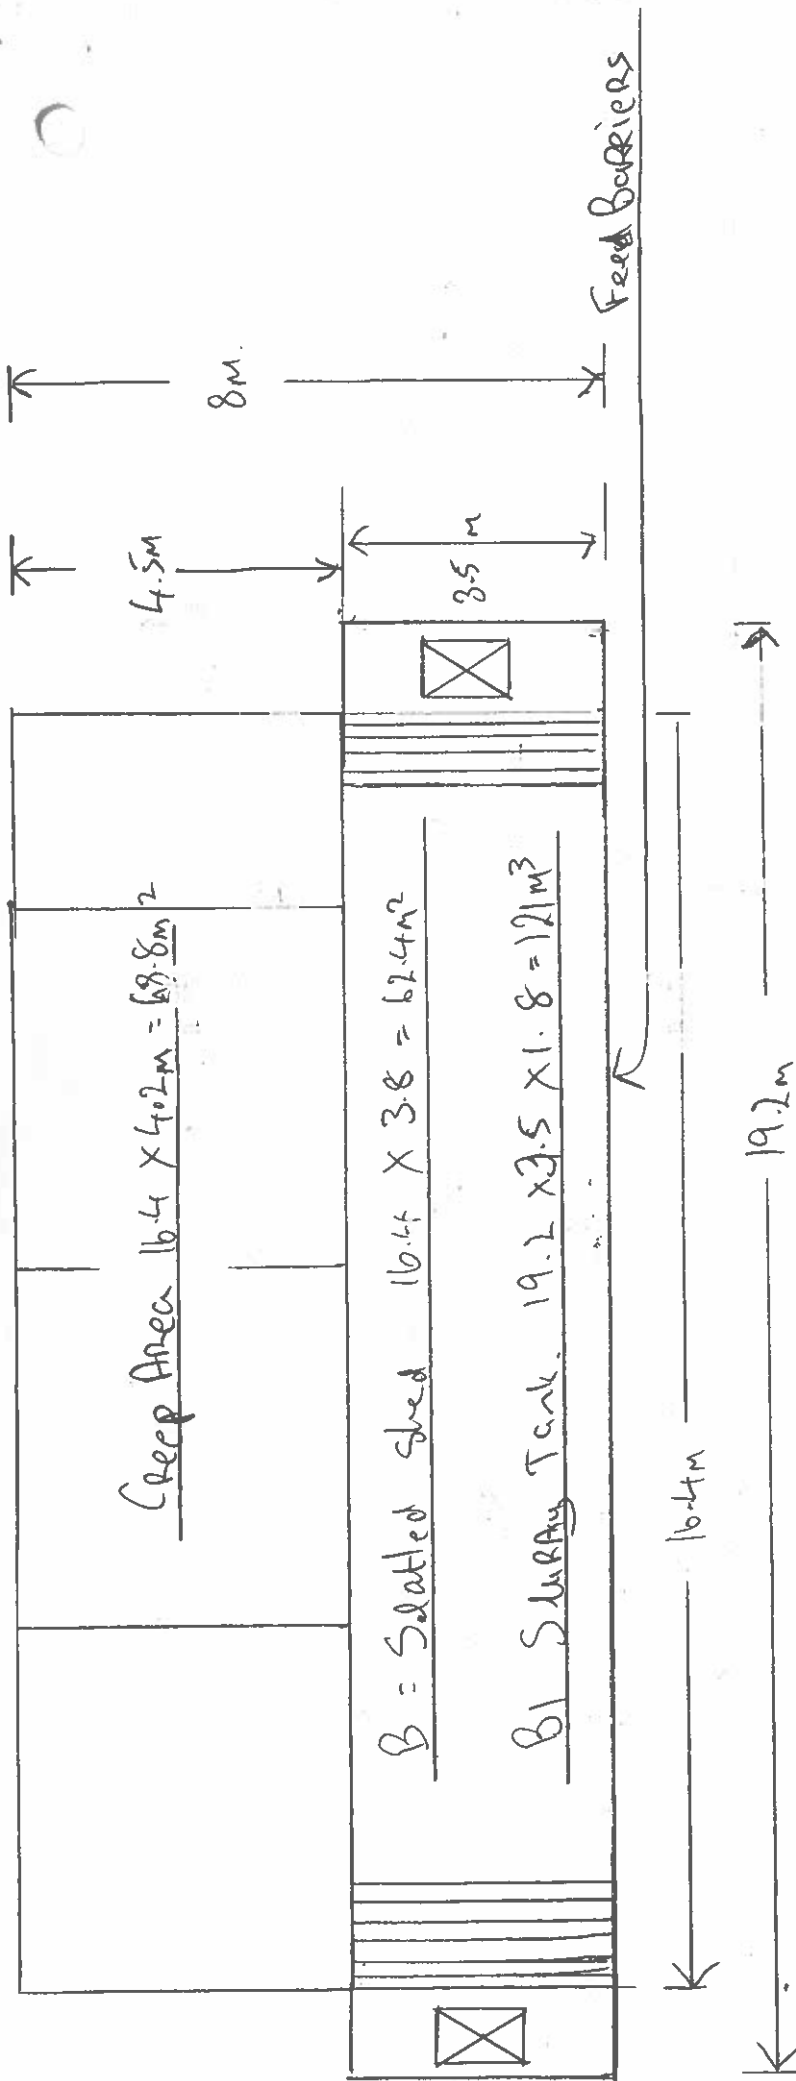 Creep Area 16.4 x 4.2m = 68.8m²
B = Slatted Shed 16.4 x 3.8 = 62.4m²
B1 Slurry Tank. 19.2 x 3.5 x 1.8 = 121m³
4.5M
3.5 M
8M.
Feed Barriers
16.4M
19.2m